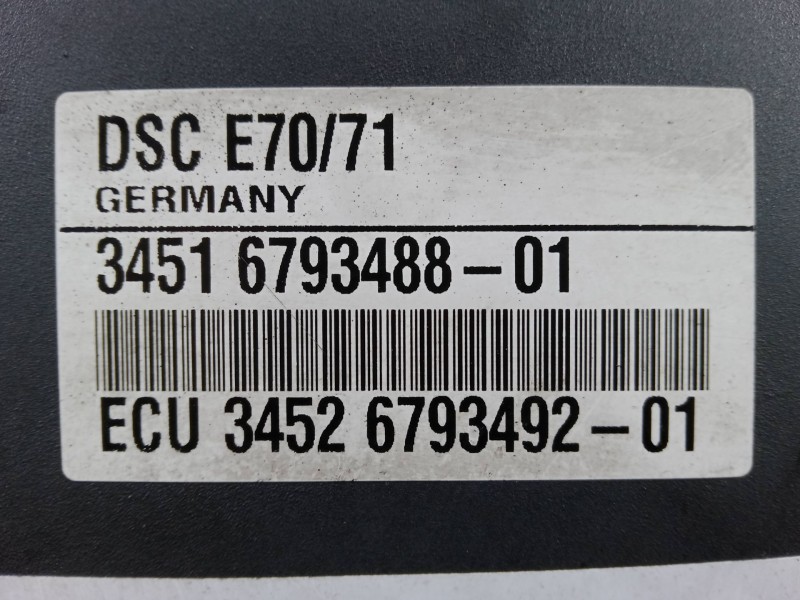 DSC E70/71
GERMANY
3451 6793488-01
ECU 3452 6793492-01